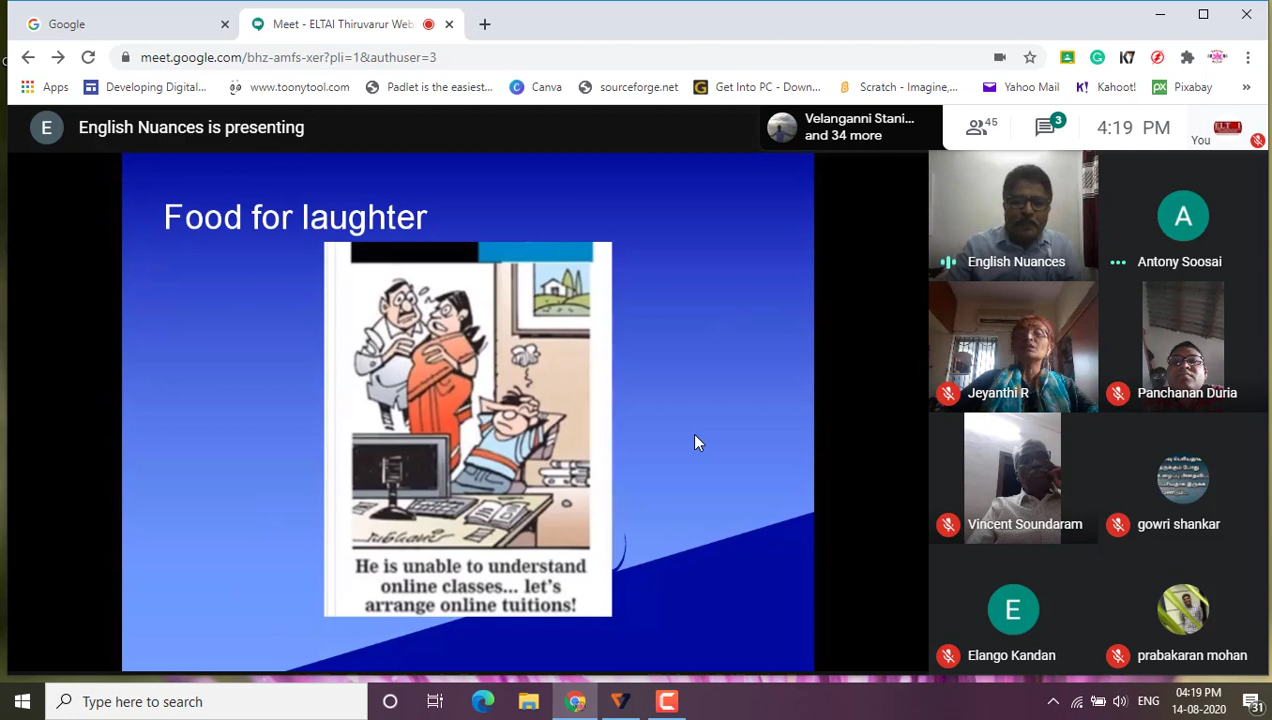 Google
Meet - ELTAI Thiruvarur Web
meet.google.com/bhz-amfs-xer?pli=1&authuser=3
Apps
Developing Digital...
www.tonytool.com
Padlet is the easiest...
Canva
sourceforge.net
Get Into PC - Down...
Scratch - Imagine,...
Yahoo Mail
Kahoot!
Pixabay
E
English Nuances is presenting
Velanganni Stani...
and 34 more
45
3
4:19 PM
You
Food for laughter
He is unable to understand
online classes... let's
arrange online tuitions!
English Nuances
A
Antony Soosai
Jeyanthi R
Panchanan Duria
Vincent Soundaram
gowri shankar
E
Elango Kandan
prabakaran mohan
Type here to search
ENG
04:19 PM
14-08-2020
31